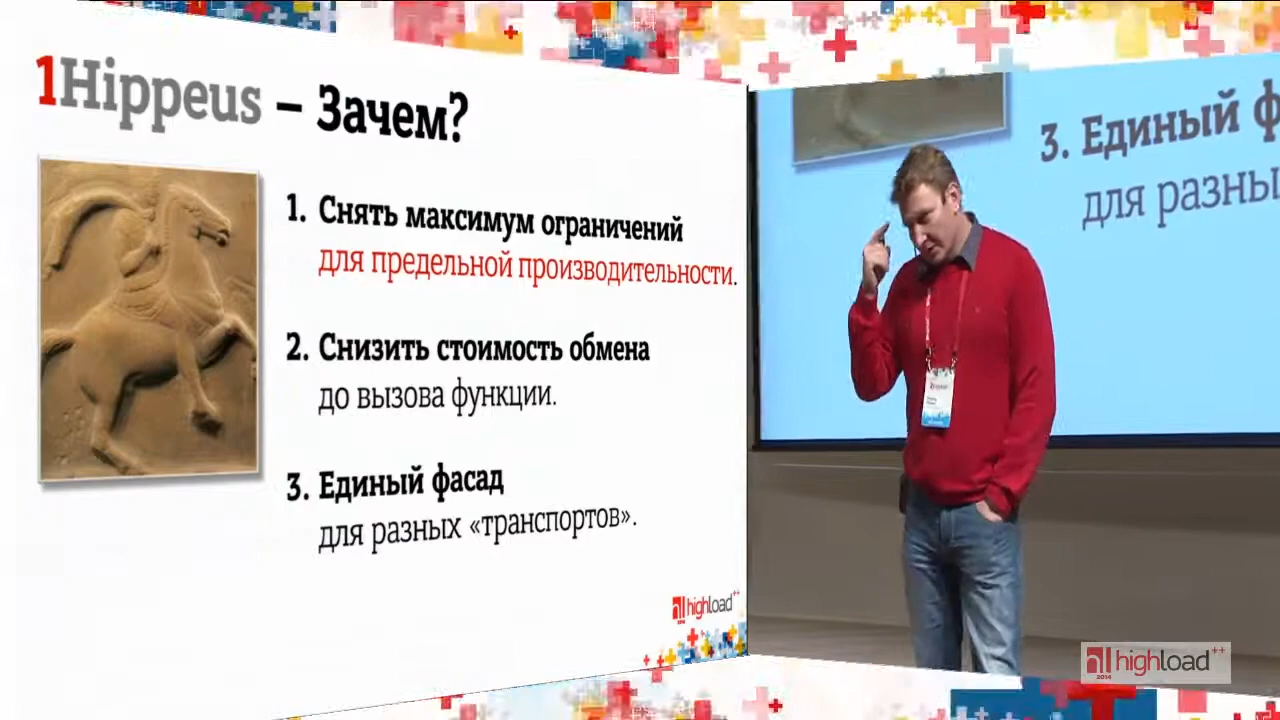 1Hippeus – Зачем?
1. Снять максимум ограничений
для предельной производительности.
2. Снизить стоимость обмена
до вызова функции.
3. Единый фасад
для разных «транспортов».
highload++
2014
3. Единый ф
для разны
highload++
2014